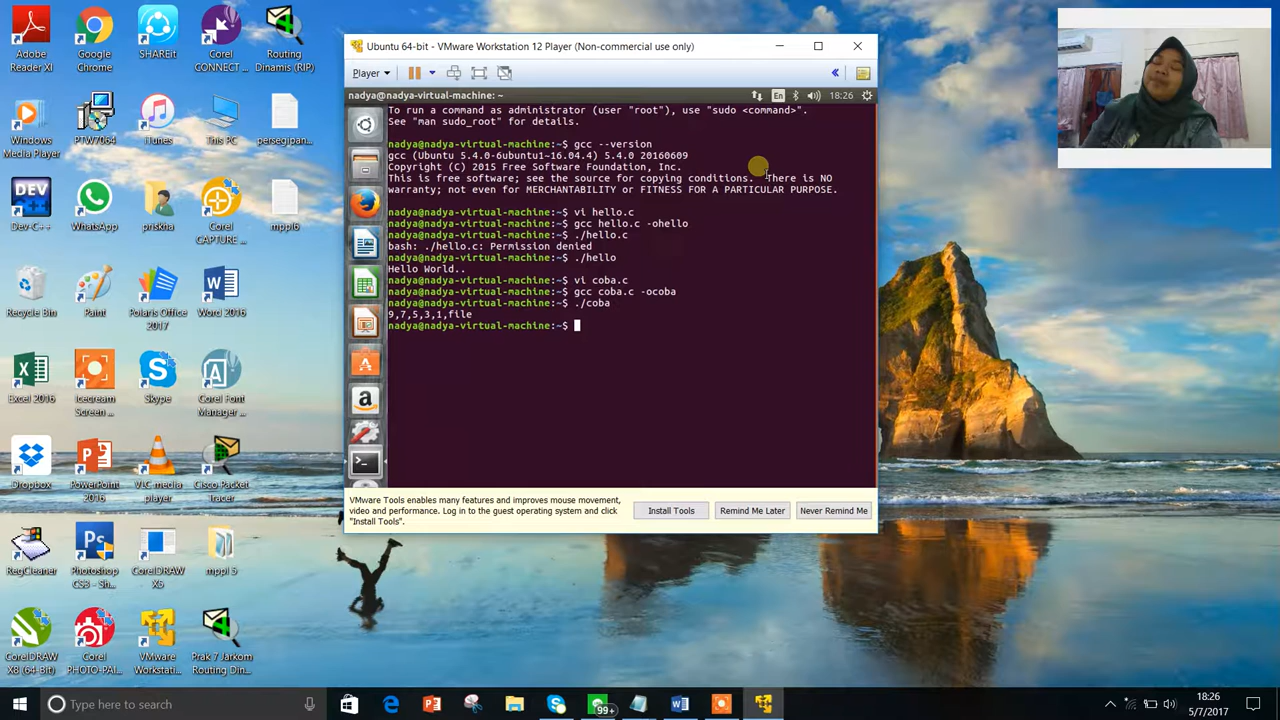 Adobe Reader XI
Google Chrome
SHAREit
Corel CONNECT ...
Routing Dinamis (RIP)
Windows Media Player
PTW7064
iTunes
This PC
persegipan...
Dev-C++
WhatsApp
priskha
Corel CAPTURE ...
mppl6
Recycle Bin
Paint
Polaris Office 2017
Word 2016
Excel 2016
Icecream Screen ...
Skype
Corel Font Manager ...
Dropbox
PowerPoint 2016
VLC media player
Cisco Packet Tracer
RegCleaner
Photoshop CS3 - Sh...
CorelDRAW X5
mppl 5
CorelDRAW X8 (64-Bit)
Corel PHOTO-PAI...
VMware Workstati...
Prak 7 Jarkom Routing Din...
Ubuntu 64-bit - VMware Workstation 12 Player (Non-commercial use only)
Player
nadya@nadya-virtual-machine: ~
En
18:26
To run a command as administrator (user "root"), use "sudo <command>".
See "man sudo_root" for details.
nadya@nadya-virtual-machine:~$ gcc --version
gcc (Ubuntu 5.4.0-6ubuntu1~16.04.4) 5.4.0 20160609
Copyright (C) 2015 Free Software Foundation, Inc.
This is free software; see the source for copying conditions.  There is NO
warranty; not even for MERCHANTABILITY or FITNESS FOR A PARTICULAR PURPOSE.
nadya@nadya-virtual-machine:~$ vi hello.c
nadya@nadya-virtual-machine:~$ gcc hello.c -ohello
nadya@nadya-virtual-machine:~$ ./hello.c
bash: ./hello.c: Permission denied
nadya@nadya-virtual-machine:~$ ./hello
Hello World..
nadya@nadya-virtual-machine:~$ vi coba.c
nadya@nadya-virtual-machine:~$ gcc coba.c -ocoba
nadya@nadya-virtual-machine:~$ ./coba
9,7,5,3,1,file
nadya@nadya-virtual-machine:~$
VMware Tools enables many features and improves mouse movement,
video and performance. Log in to the guest operating system and click
"Install Tools".
Install Tools
Remind Me Later
Never Remind Me
Type here to search
99+
18:26
5/7/2017